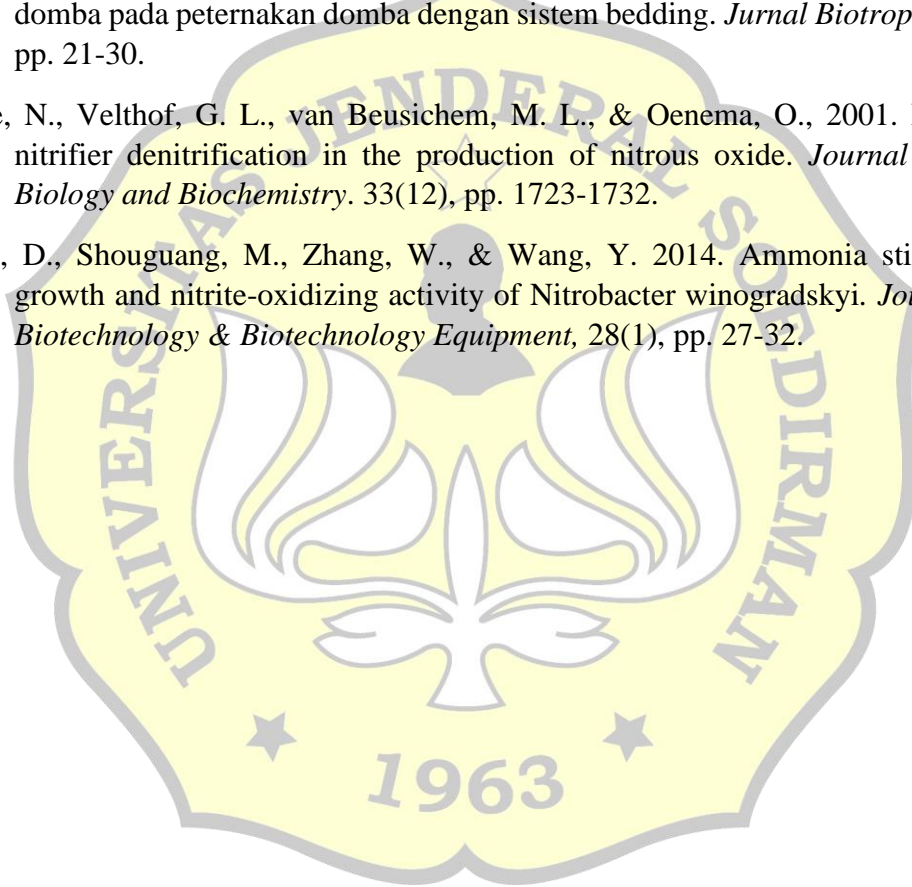 domba pada peternakan domba dengan sistem bedding. Jurnal Biotrop
pp. 21-30.
e, N., Velthof, G. L., van Beusichem, M. L., & Oenema, O., 2001.
nitrifier denitrification in the production of nitrous oxide. Journal
Biology and Biochemistry. 33(12), pp. 1723-1732.
, D., Shouguang, M., Zhang, W., & Wang, Y. 2014. Ammonia sti
growth and nitrite-oxidizing activity of Nitrobacter winogradskyi. Jou
Biotechnology & Biotechnology Equipment, 28(1), pp. 27-32.
UNIVERSITAS JENDERAL SOEDIRMAN
1963